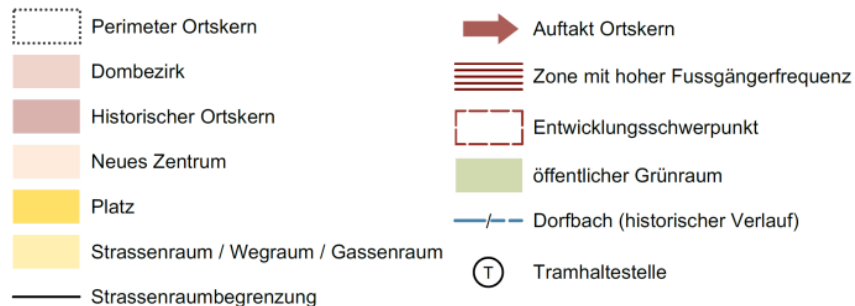 Perimeter Ortskern
Dombezirk
Historischer Ortskern
Neues Zentrum
Platz
Strassenraum / Wegraum / Gassenraum
Strassenraumbegrenzung
Auftakt Ortskern
Zone mit hoher Fussgängerfrequenz
Entwicklungsschwerpunkt
öffentlicher Grünraum
Dorfbach (historischer Verlauf)
T Tramhaltestelle